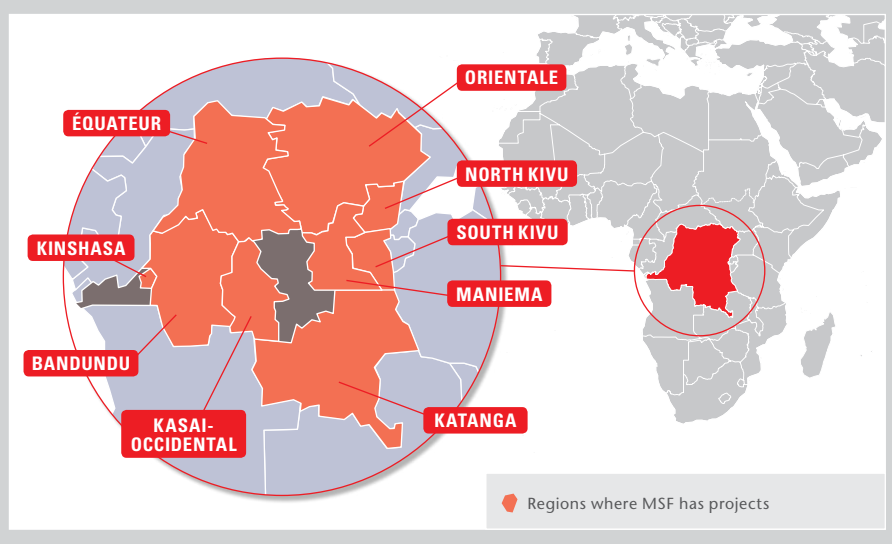 ORIENTALE
ÉQUATEUR
NORTH KIVU
SOUTH KIVU
KINSHASA
MANIEMA
BANDUNDU
KASAI-
OCCIDENTAL
KATANGA
Regions where MSF has projects